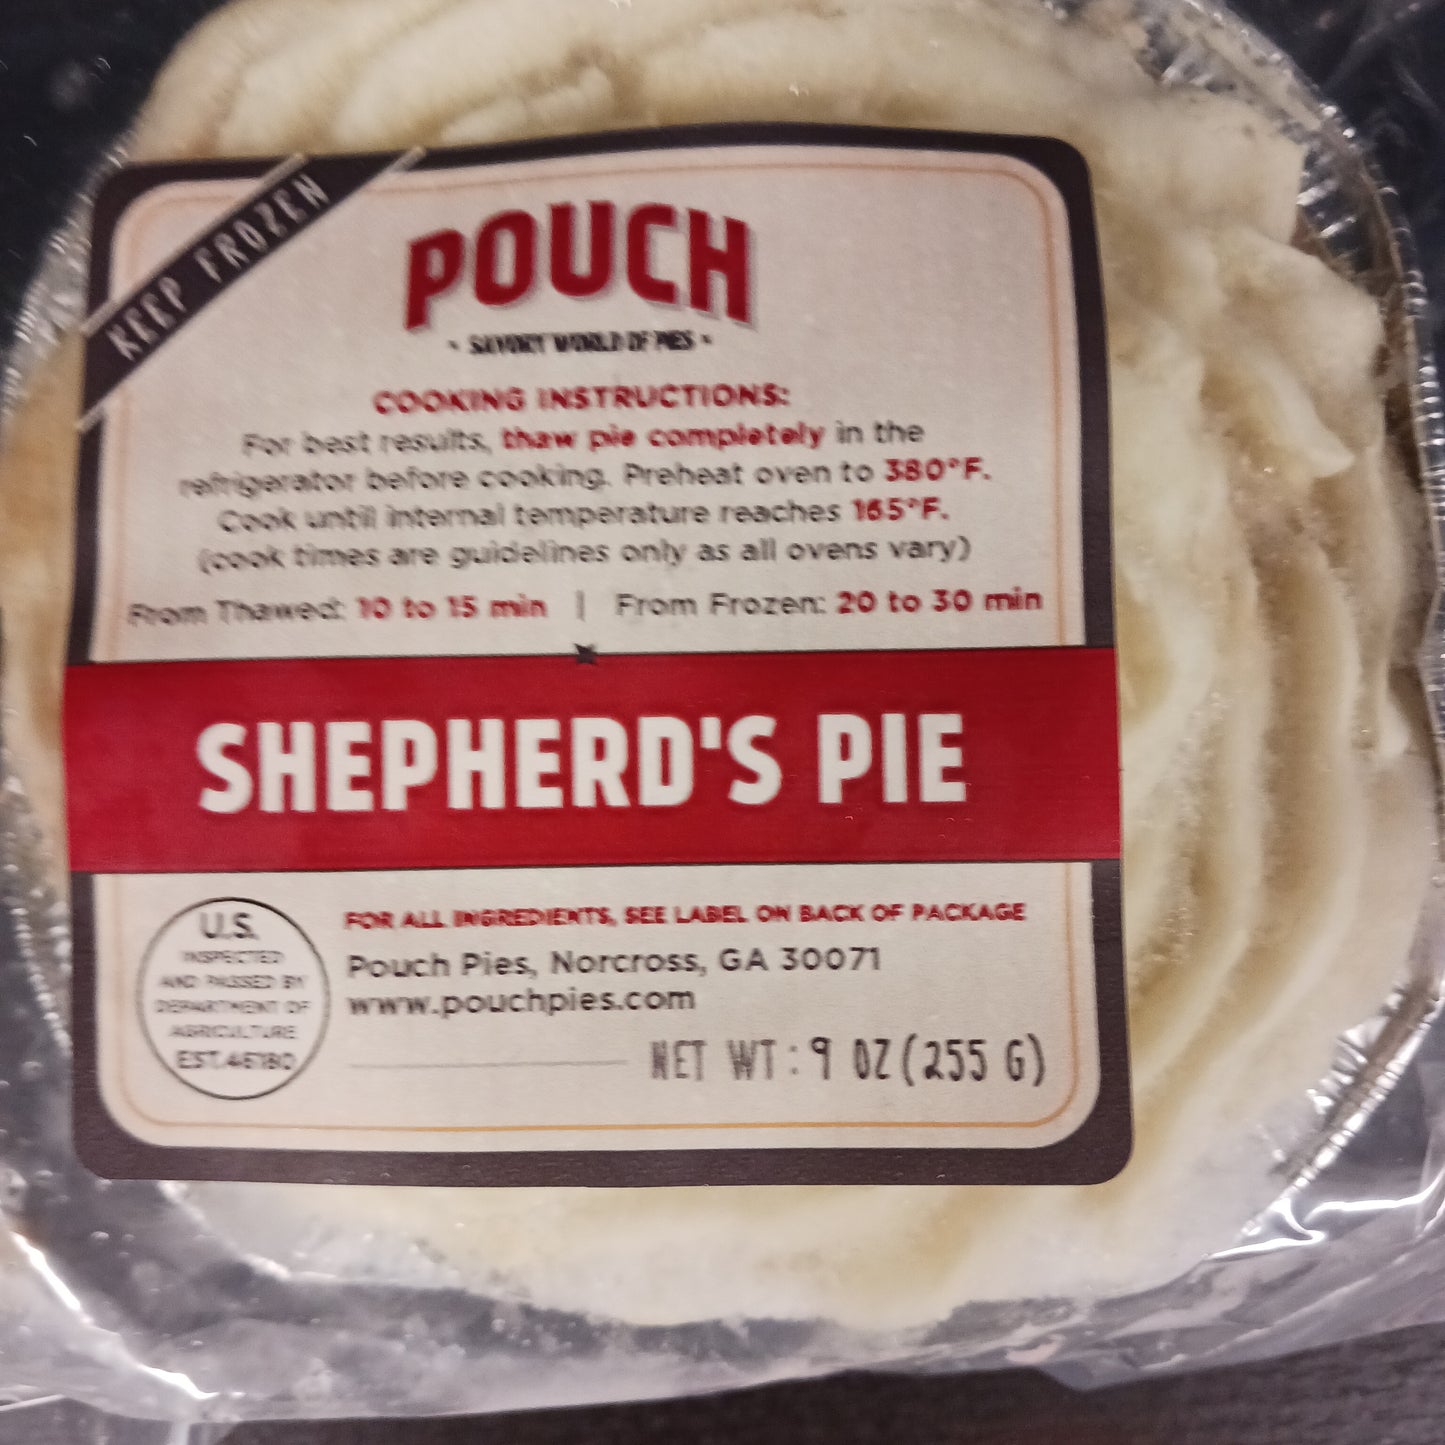 KEEP FROZEN
POUCH
• SAVORY WORLD OF PIES •
COOKING INSTRUCTIONS:
For best results, thaw pie completely in the
refrigerator before cooking. Preheat oven to 380°F.
Cook until internal temperature reaches 165°F.
(cook times are guidelines only as all ovens vary)
From Thawed: 10 to 15 min | From Frozen: 20 to 30 min
SHEPHERD'S PIE
U.S.
INSPECTED
AND PASSED BY
DEPARTMENT OF
AGRICULTURE
EST.46180
FOR ALL INGREDIENTS, SEE LABEL ON BACK OF PACKAGE
Pouch Pies, Norcross, GA 30071
www.pouchpies.com
NET WT: 9 OZ (255 G)